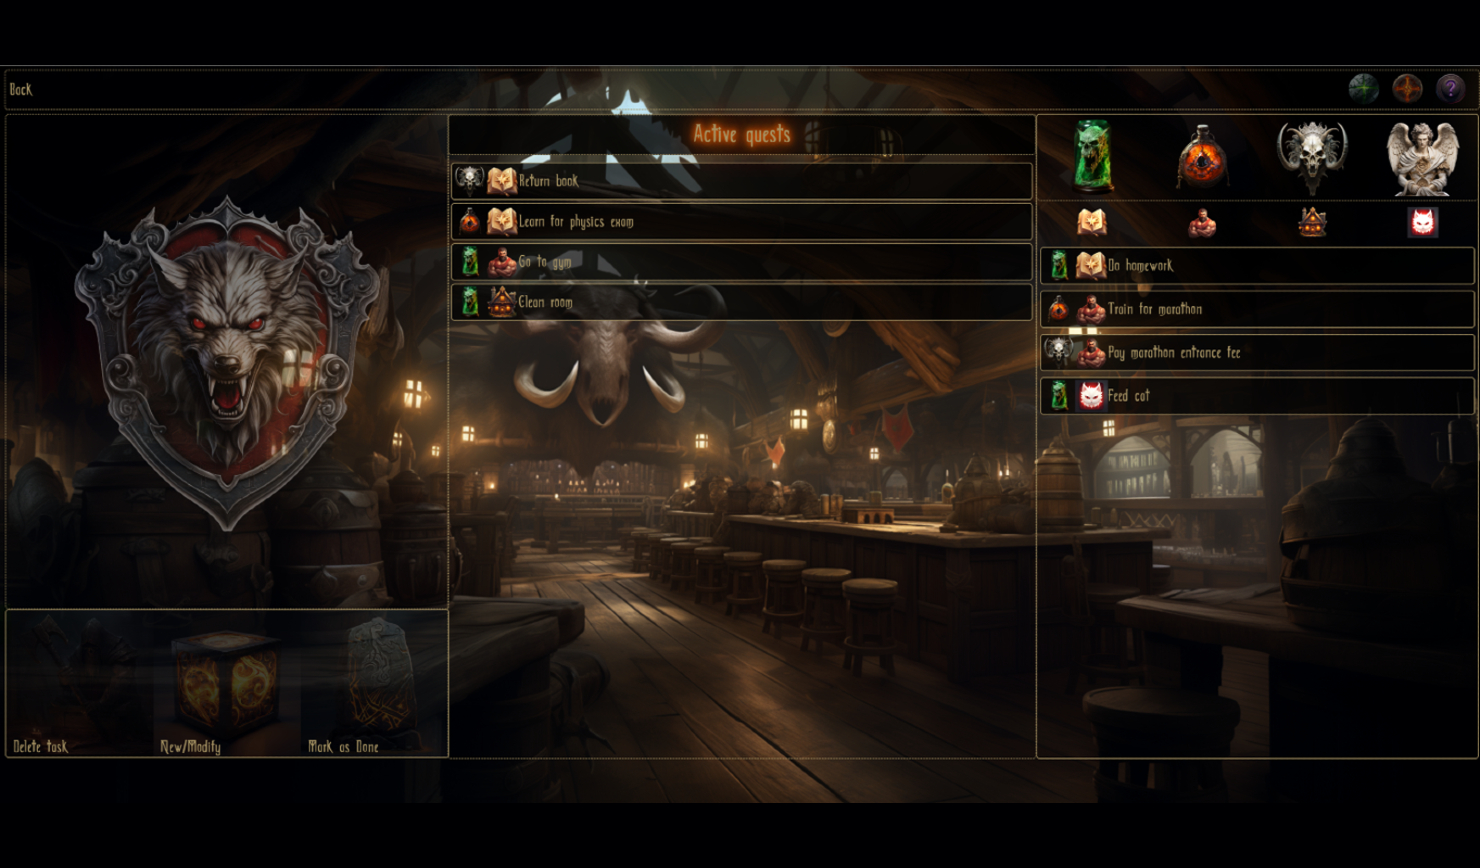 Back
?
Active quests
Return book
Learn for physics exam
Go to gym
Clean room
Do homework
Train for marathon
Pay marathon entrance fee
Feed cat
Delete task
New/Modify
Mark as Done